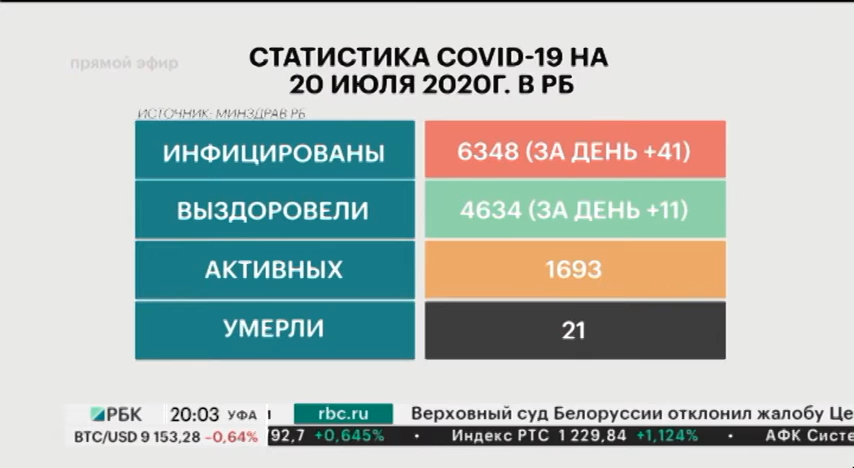 прямой эфир
СТАТИСТИКА COVID-19 НА
20 ИЮЛЯ 2020Г. В РБ
ИСТОЧНИК: МИНЗДРАВ РБ
ИНФИЦИРОВАНЫ 6348 (ЗА ДЕНЬ +41)
ВЫЗДОРОВЕЛИ 4634 (ЗА ДЕНЬ +11)
АКТИВНЫХ 1693
УМЕРЛИ 21
РБК 20:03 УФА rbc.ru Верховный суд Белоруссии отклонил жалобу Це
BTC/USD 9 153,28 -0,64% 92,7 +0,645% • Индекс РТС 1 229,84 +1,124% • АФК Систе